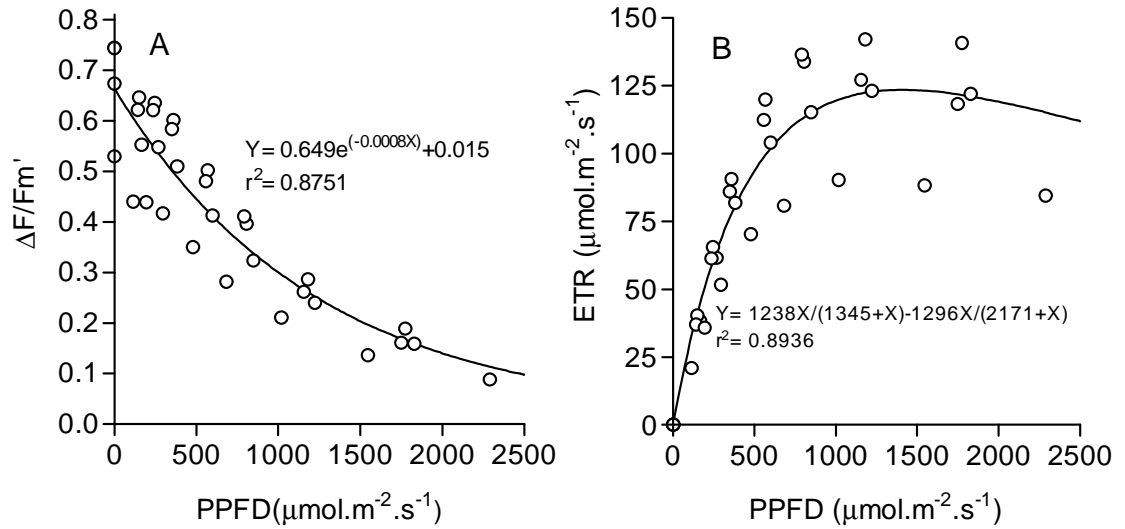 A
0.8
0.7
0.6
0.5
0.4
0.3
0.2
0.1
0.0
ΔF/Fm'
Y= 0.649e^(-0.0008X)+0.015
r²= 0.8751
0 500 1000 1500 2000 2500
PPFD(μmol.m⁻².s⁻¹)
B
150
125
100
75
50
25
0
ETR (μmol.m⁻².s⁻¹)
Y= 1238X/(1345+X)-1296X/(2171+X)
r²= 0.8936
0 500 1000 1500 2000 2500
PPFD (μmol.m⁻².s⁻¹)